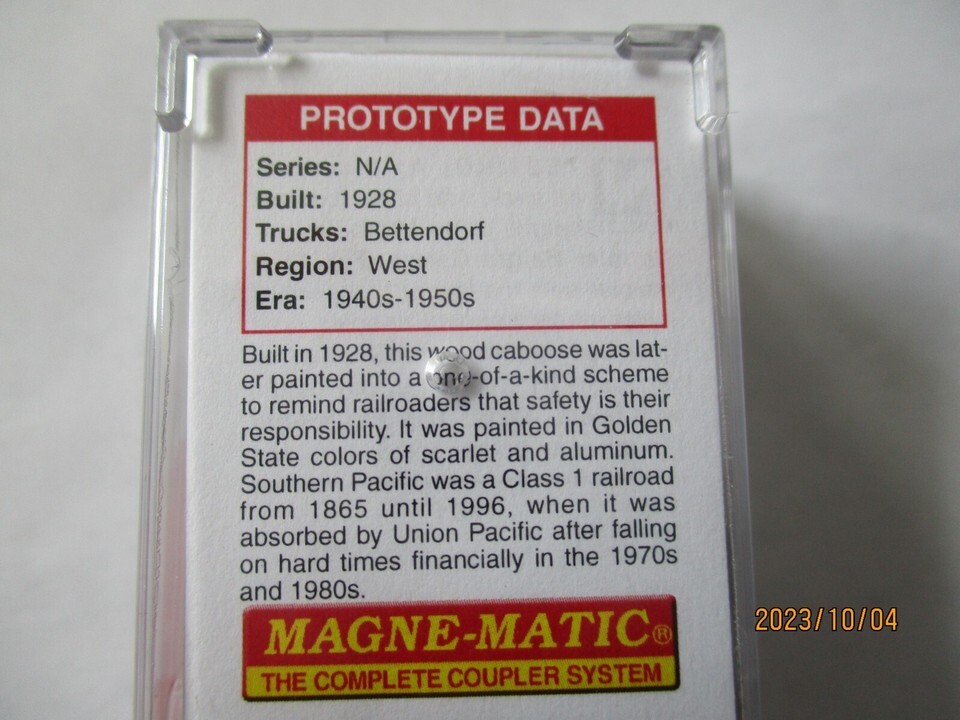 PROTOTYPE DATA
Series: N/A
Built: 1928
Trucks: Bettendorf
Region: West
Era: 1940s-1950s
Built in 1928, this wood caboose was lat-
er painted into a one-of-a-kind scheme
to remind railroaders that safety is their
responsibility. It was painted in Golden
State colors of scarlet and aluminum.
Southern Pacific was a Class 1 railroad
from 1865 until 1996, when it was
absorbed by Union Pacific after falling
on hard times financially in the 1970s
and 1980s.
MAGNE-MATIC®
THE COMPLETE COUPLER SYSTEM
2023/10/04